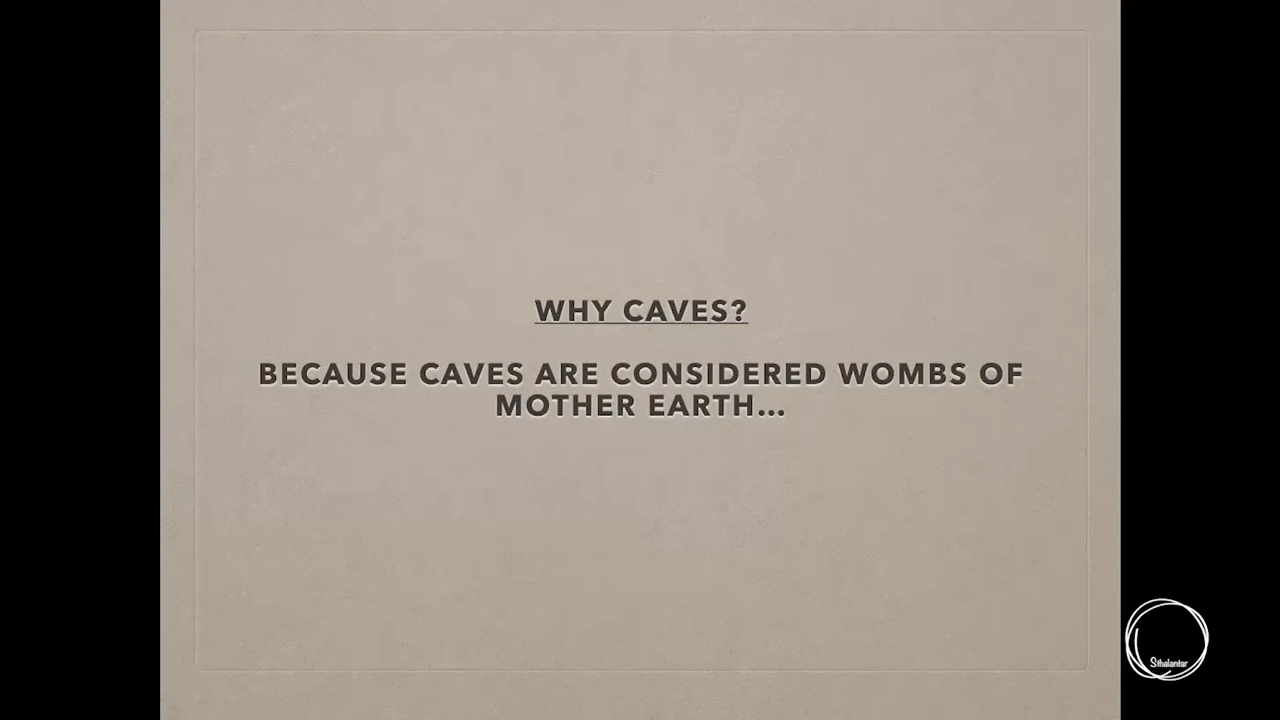 WHY CAVES?
BECAUSE CAVES ARE CONSIDERED WOMBS OF
MOTHER EARTH...
Sthalantar